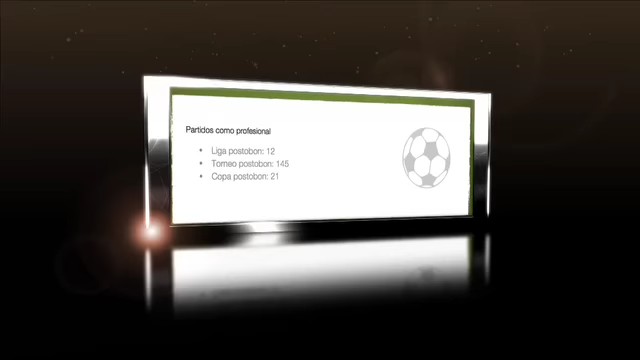 Partidos como profesional
• Liga postobon: 12
• Torneo postobon: 145
• Copa postobon: 21